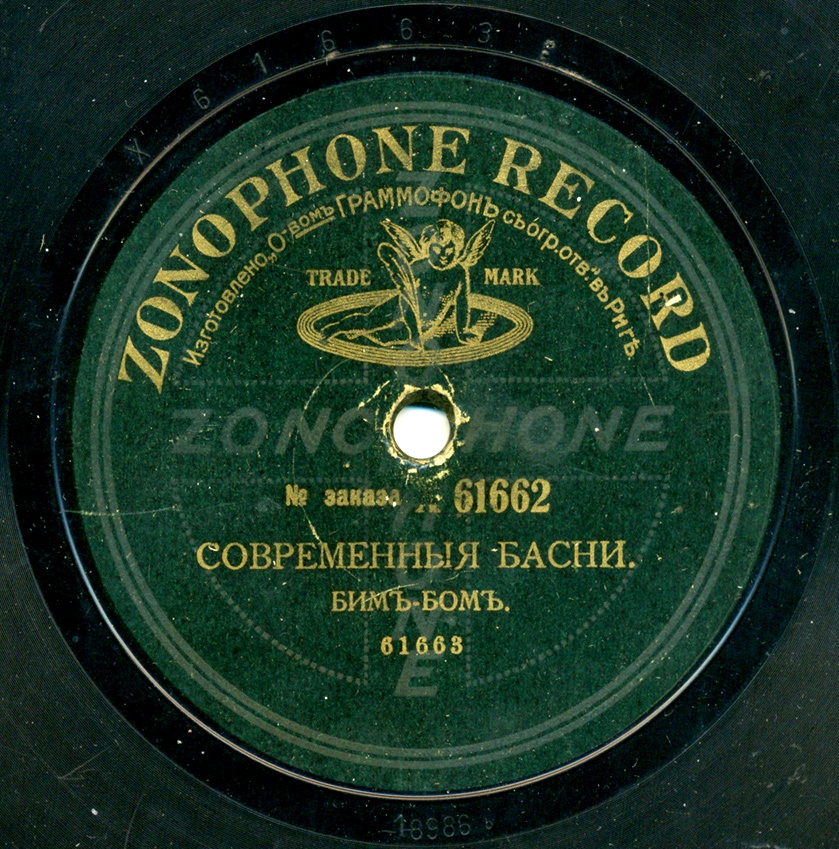 X 61663
ZONOPHONE RECORD
Изготовлено „О-вомъ ГРАММОФОНЪ съ огр. отв.“ въ Ригѣ.
TRADE MARK
ZONOPHONE
№ заказа X 61662
СОВРЕМЕННЫЯ БАСНИ.
БИМЪ-БОМЪ.
61663
18986